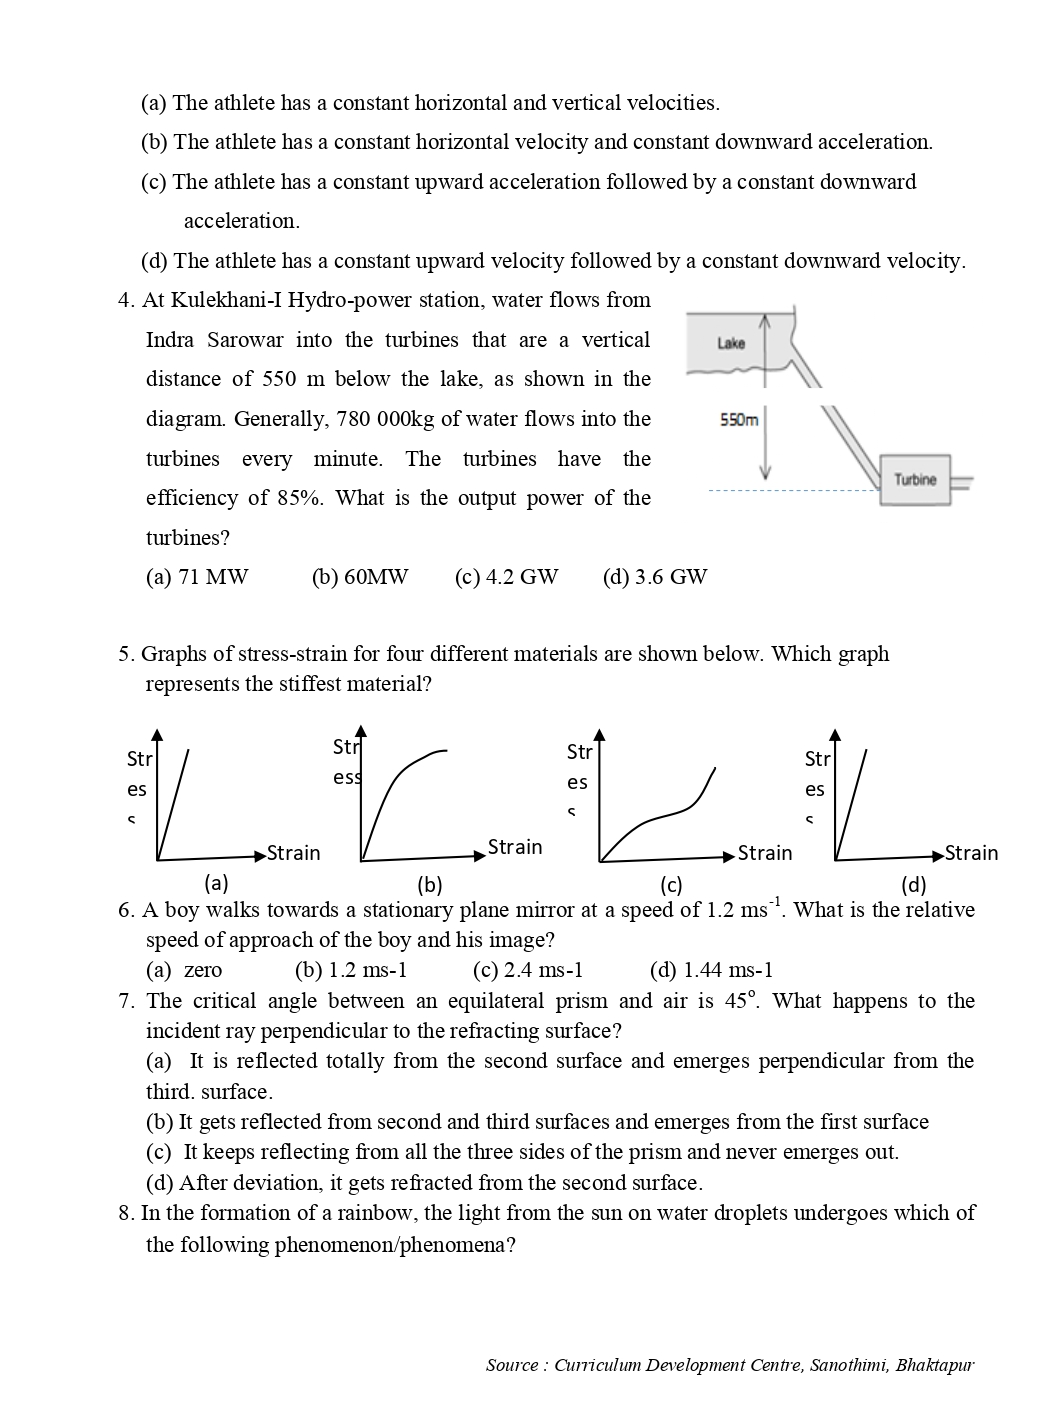 (a) The athlete has a constant horizontal and vertical velocities.
(b) The athlete has a constant horizontal velocity and constant downward acceleration.
(c) The athlete has a constant upward acceleration followed by a constant downward
acceleration.
(d) The athlete has a constant upward velocity followed by a constant downward velocity.
4. At Kulekhani-I Hydro-power station, water flows from
Indra Sarowar into the turbines that are a vertical
distance of 550 m below the lake, as shown in the
diagram. Generally, 780 000kg of water flows into the
turbines every minute. The turbines have the
efficiency of 85%. What is the output power of the
turbines?
Lake
550m
Turbine
(a) 71 MW (b) 60MW (c) 4.2 GW (d) 3.6 GW
5. Graphs of stress-strain for four different materials are shown below. Which graph
represents the stiffest material?
Str
es
s
Strain
(a)
Str
ess
Strain
(b)
Str
es
s
Strain
(c)
Str
es
s
Strain
(d)
6. A boy walks towards a stationary plane mirror at a speed of 1.2 ms⁻¹. What is the relative
speed of approach of the boy and his image?
(a) zero (b) 1.2 ms-1 (c) 2.4 ms-1 (d) 1.44 ms-1
7. The critical angle between an equilateral prism and air is 45°. What happens to the
incident ray perpendicular to the refracting surface?
(a) It is reflected totally from the second surface and emerges perpendicular from the
third. surface.
(b) It gets reflected from second and third surfaces and emerges from the first surface
(c) It keeps reflecting from all the three sides of the prism and never emerges out.
(d) After deviation, it gets refracted from the second surface.
8. In the formation of a rainbow, the light from the sun on water droplets undergoes which of
the following phenomenon/phenomena?
Source : Curriculum Development Centre, Sanothimi, Bhaktapur